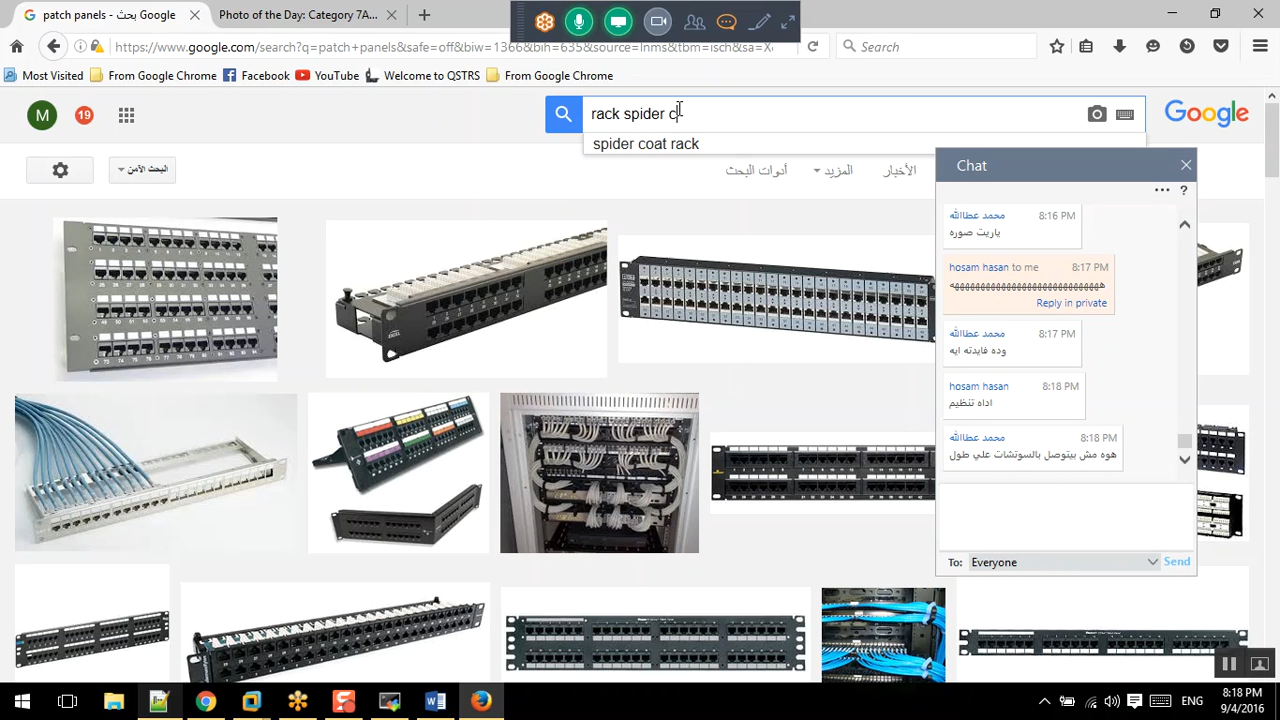 patch panels - بحث Google
Photo of the Day: Category 7A...
https://www.google.com/search?q=patch+panels&safe=off&biw=1366&bih=635&source=lnms&tbm=isch&sa=X
Search
Most Visited
From Google Chrome
Facebook
YouTube
Welcome to QSTRS
From Google Chrome
M
19
rack spider c
Google
spider coat rack
البحث الآمن
أدوات البحث
المزيد
الأخبار
Chat
محمد عطاالله 8:16 PM
ياريت صوره
hosam hasan to me 8:17 PM
Reply in private
محمد عطاالله 8:17 PM
وده فايدته ايه
hosam hasan 8:18 PM
اداه تنظيم
محمد عطاالله 8:18 PM
هوه مش بيتوصل بالسوتشات علي طول
To: Everyone
Send
ENG
8:18 PM
9/4/2016